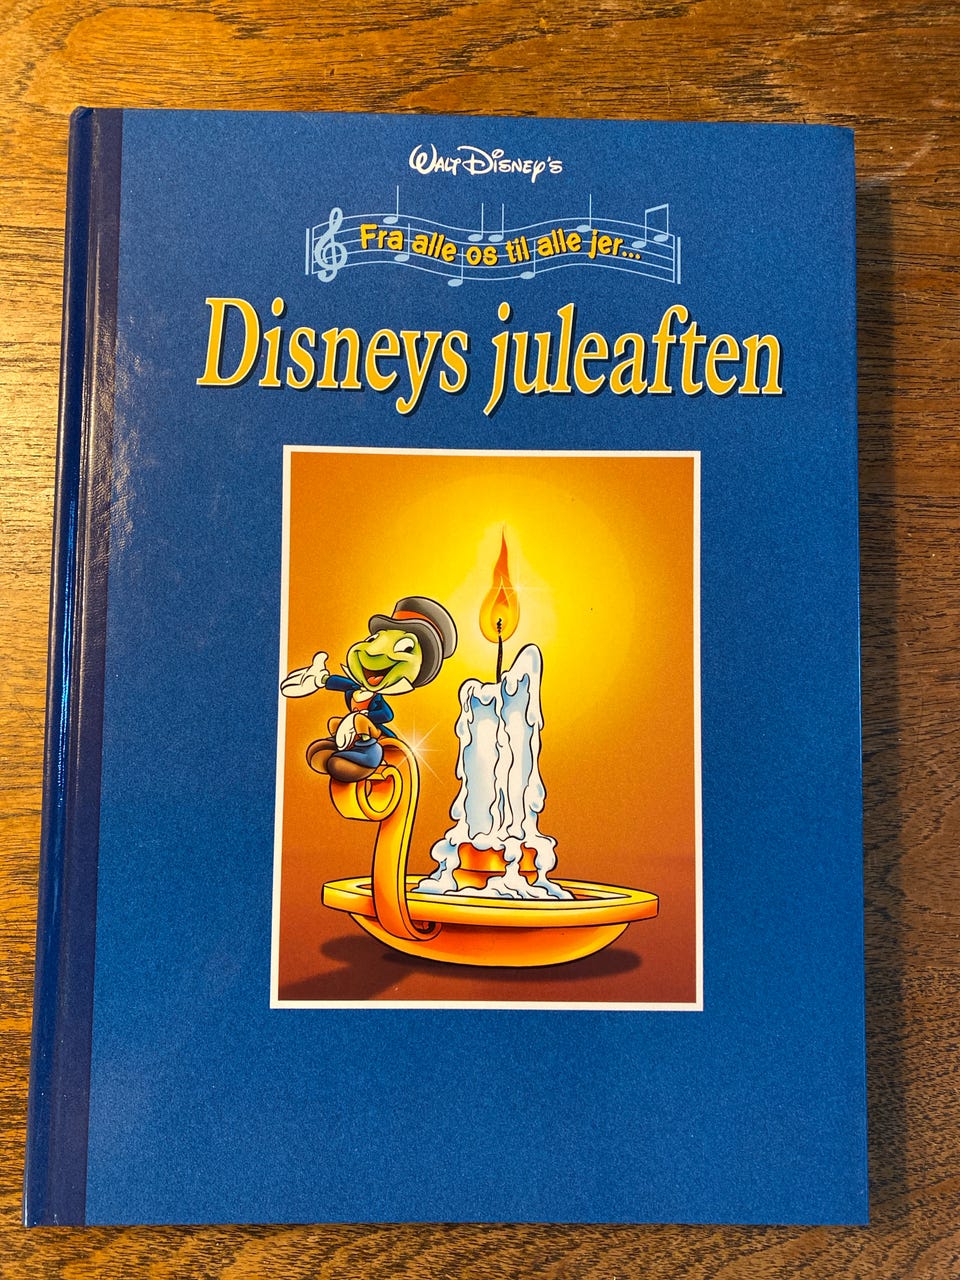 Walt Disney's
Fra alle os til alle jer...
Disneys juleaften